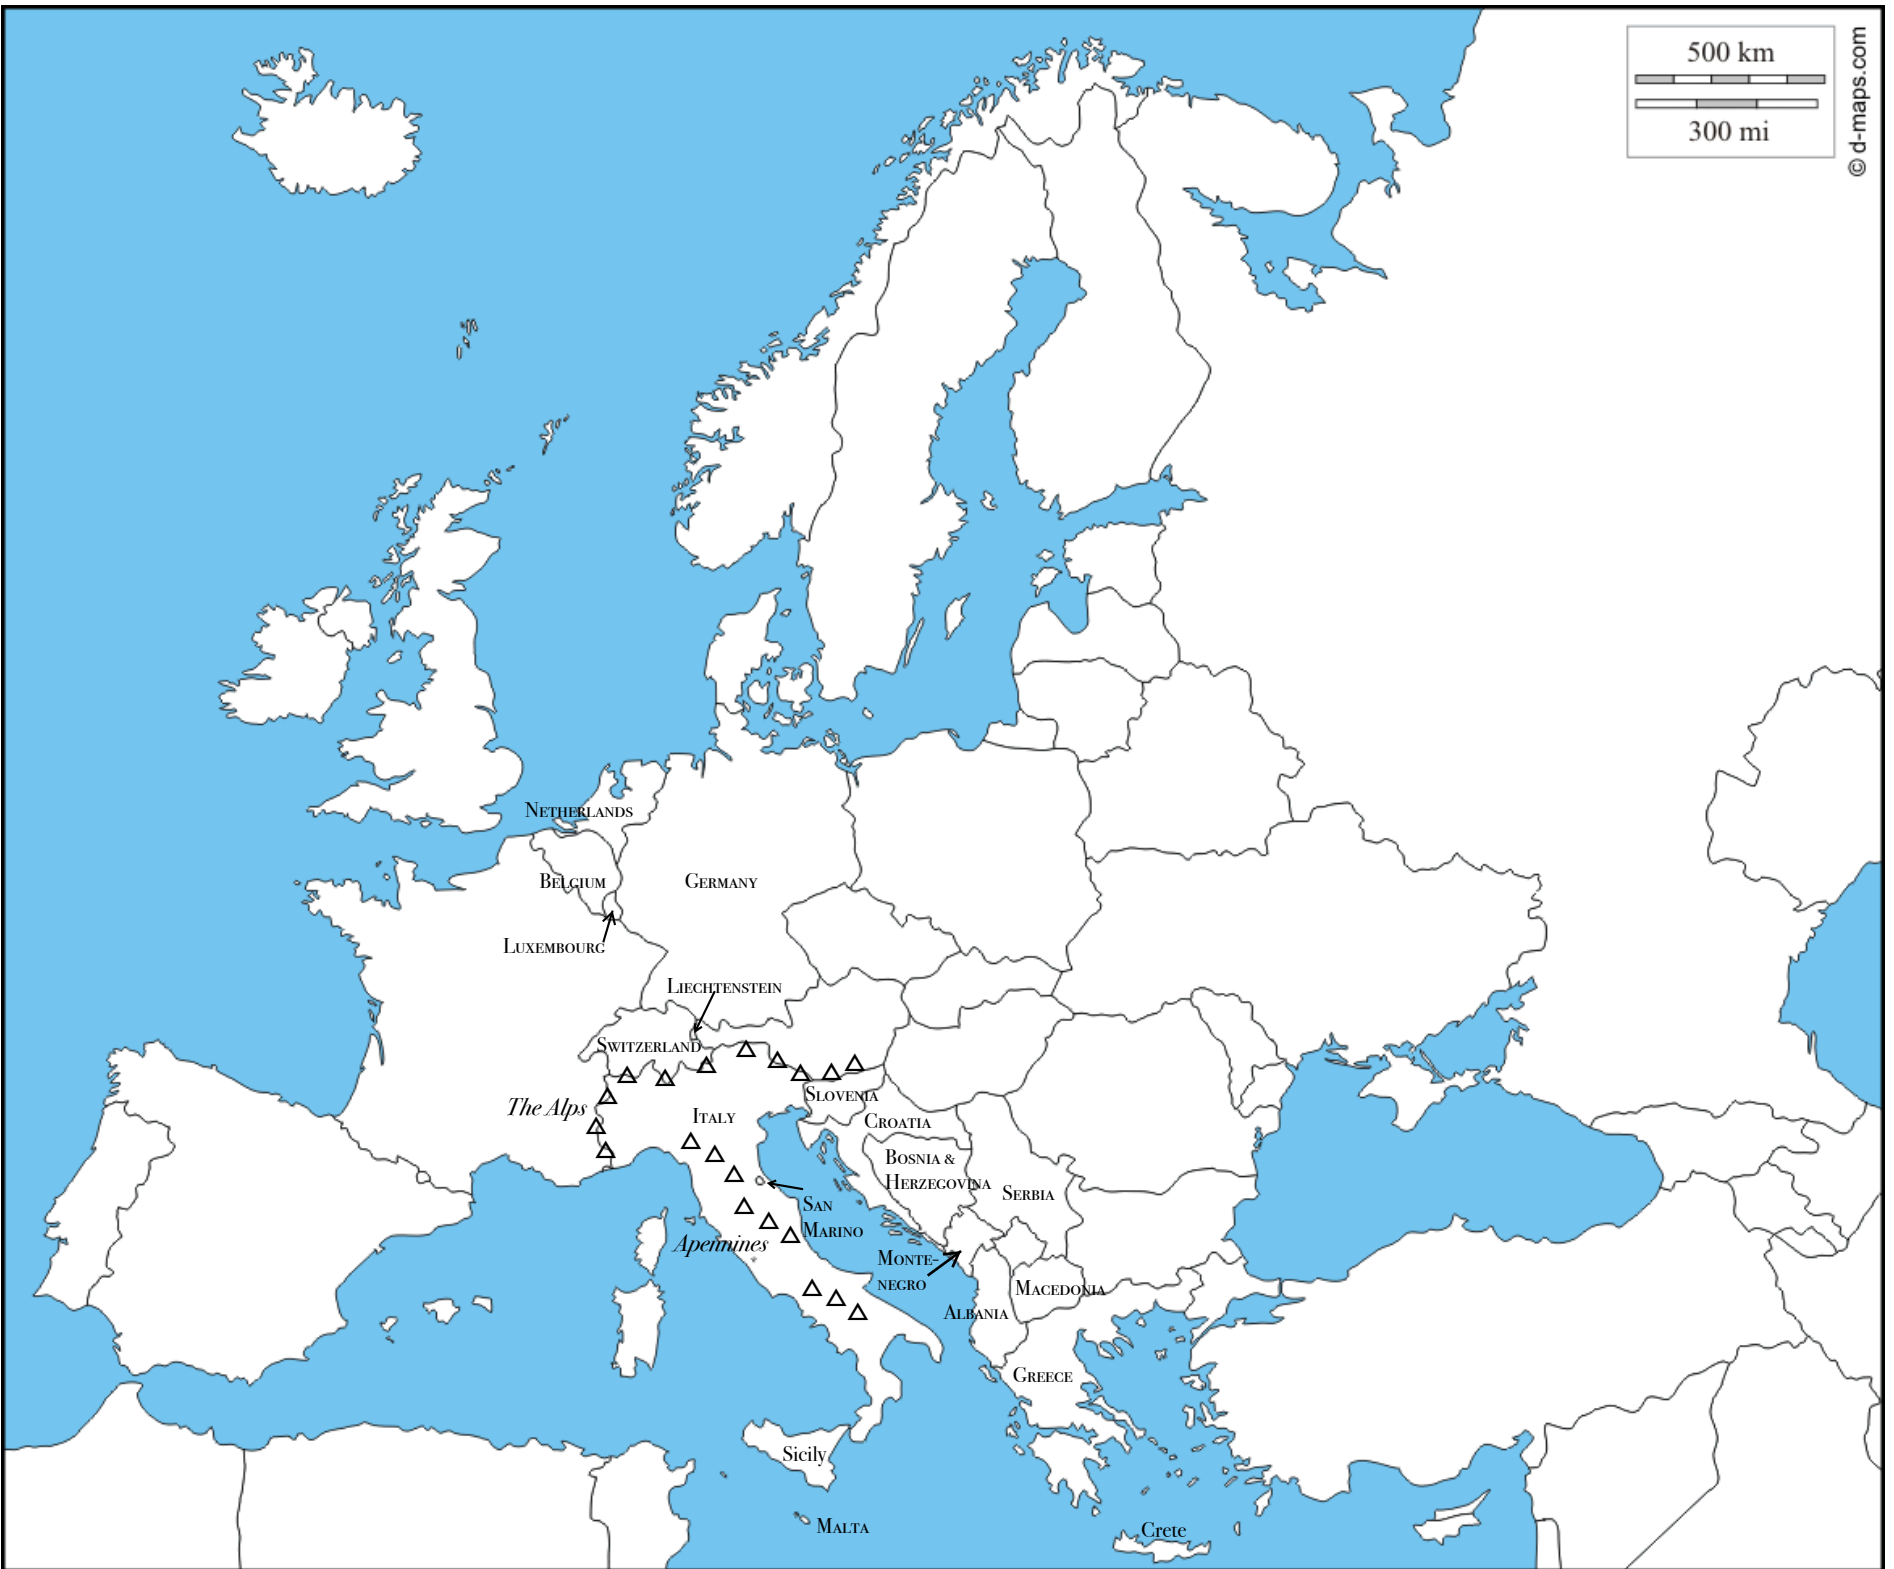 500 km
300 mi
© d-maps.com
Netherlands
Belgium
Germany
Luxembourg
Liechtenstein
Switzerland
Slovenia
The Alps
Italy
Croatia
Bosnia &
Herzegovina
Serbia
San
Marino
Apennines
Monte-
negro
Macedonia
Albania
Greece
Sicily
Malta
Crete